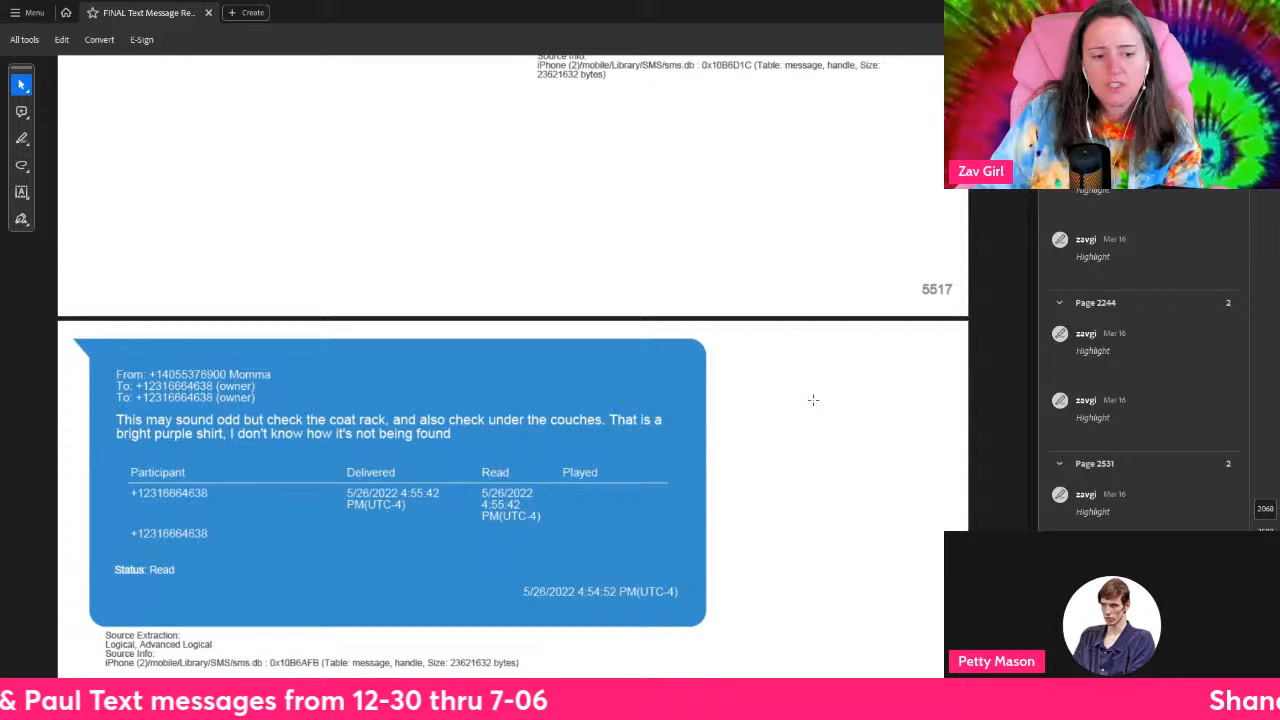 Menu
FINAL Text Message Re...
Create
All tools
Edit
Convert
E-Sign
Source Info:
iPhone (2)/mobile/Library/SMS/sms.db : 0x10B6D1C (Table: message, handle, Size:
23621632 bytes)
5517
From: +14055376900 Momma
To: +12316664638 (owner)
To: +12316664638 (owner)
This may sound odd but check the coat rack, and also check under the couches. That is a
bright purple shirt, I don't know how it's not being found
Participant Delivered Read Played
+12316664638 5/26/2022 4:55:42 PM(UTC-4) 5/26/2022 4:55:42 PM(UTC-4)
+12316664638
Status: Read
5/26/2022 4:54:52 PM(UTC-4)
Source Extraction:
Logical, Advanced Logical
Source Info:
iPhone (2)/mobile/Library/SMS/sms.db : 0x10B6AFB (Table: message, handle, Size: 23621632 bytes)
Zav Girl
Highlight
zavgi Mar 16
Highlight
Page 2244 2
zavgi Mar 16
Highlight
zavgi Mar 16
Highlight
Page 2531 2
zavgi Mar 16
Highlight
2068
Petty Mason
& Paul Text messages from 12-30 thru 7-06
Shan